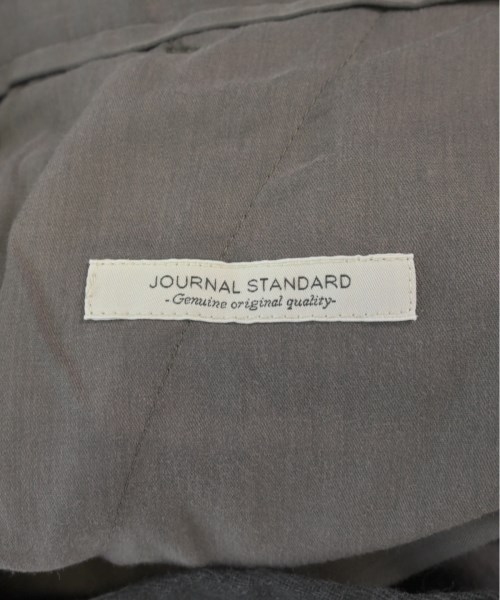 JOURNAL STANDARD
-Genuine original quality-